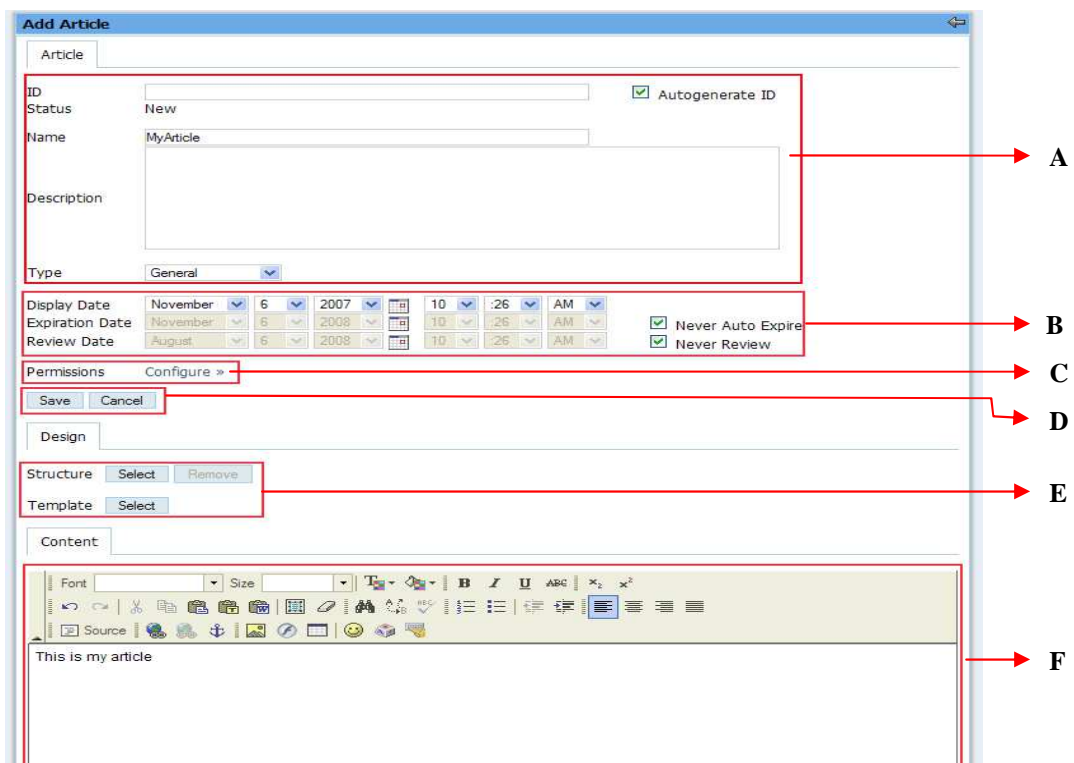 Add Article
Article
ID Autogenerate ID
Status New
Name MyArticle
A
Description
Type General
Display Date November 6 2007 10 :26 AM
Expiration Date November 6 2008 10 :26 AM Never Auto Expire
B
Review Date August 6 2008 10 :26 AM Never Review
Permissions Configure »
C
Save Cancel
D
Design
Structure Select Remove
E
Template Select
Content
Font Size B I U ABC x₂ x²
Source
This is my article
F